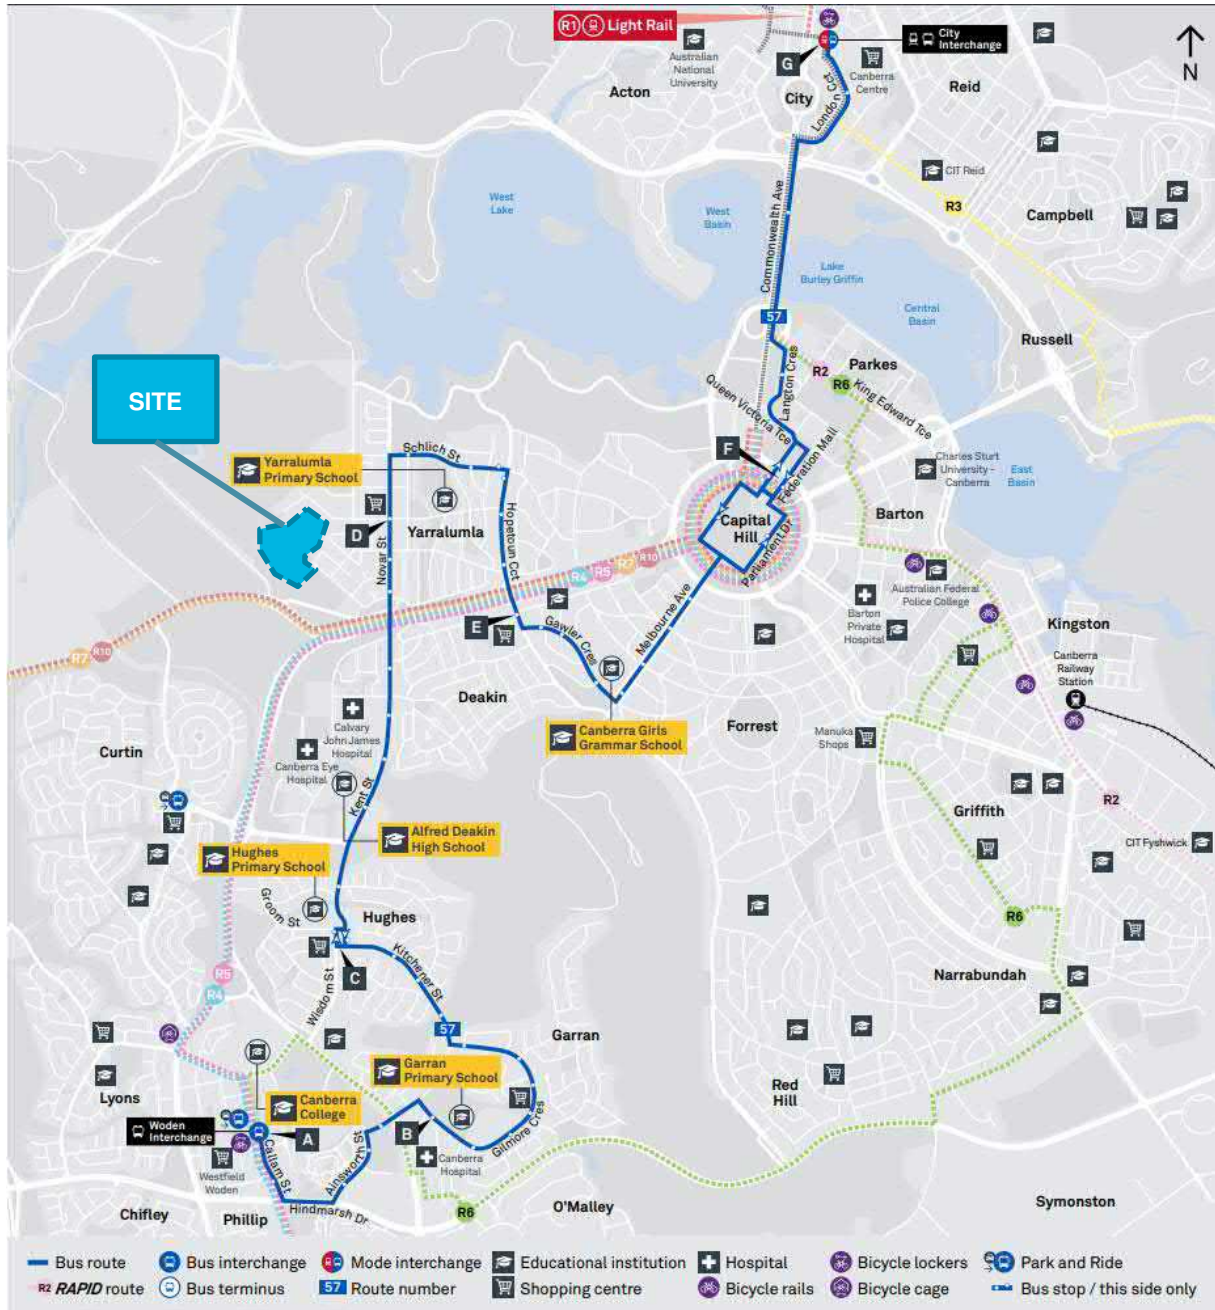 R1 Light Rail
City
Interchange
N
Australian
National
University
G
Canberra
Centre
Reid
Acton
City
London Cct
CIT Reid
West
Lake
West
Basin
Commonwealth Ave
R3
Campbell
Lake
Burley Griffin
Central
Basin
57
Russell
Parkes
R2
R6
Langton Cres
King Edward Tce
Queen Victoria Tce
SITE
Schlich St
F
Federation Mall
Yarralumla
Primary School
Charles Sturt
University -
Canberra
East
Basin
Hopetoun Cct
Capital
Hill
Barton
D
Yarralumla
Novar St
Parliament Dr
R4
R5
R7
R10
Australian Federal
Police College
Melbourne Ave
Barton
Private
Hospital
E
Gawler Cres
Kingston
Canberra
Railway
Station
R7
R10
Deakin
Forrest
Calvary
John James
Hospital
Canberra Girls
Grammar School
Manuka
Shops
Curtin
Canberra Eye
Hospital
Kent St
R2
Griffith
Alfred Deakin
High School
CIT Fyshwick
Hughes
Primary School
Groom St
Hughes
R6
Kitchener St
C
R5
Narrabundah
R4
Wisdom St
57
Garran
Garran
Primary School
Red
Hill
Lyons
Canberra
College
Woden
Interchange
A
B
Gilmore Cres
Ainsworth St
Callam St
Canberra
Hospital
Westfield
Woden
Hindmarsh Dr
Chifley
Phillip
R6
O'Malley
Symonston
Bus route
Bus interchange
Mode interchange
Educational institution
Hospital
Bicycle lockers
Park and Ride
R2 RAPID route
Bus terminus
57 Route number
Shopping centre
Bicycle rails
Bicycle cage
Bus stop / this side only